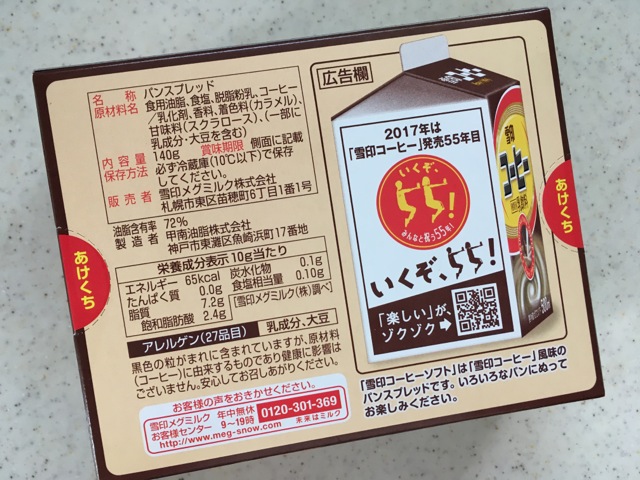 名称 パンスプレッド
原材料名 食用油脂、食塩、脱脂粉乳、コーヒー
／乳化剤、香料、着色料(カラメル)、
甘味料(スクラロース)、(一部に
乳成分・大豆を含む)
内容量 140g 賞味期限 側面に記載
保存方法 必ず冷蔵庫(10℃以下)で保存
してください。
販売者 雪印メグミルク株式会社
札幌市東区苗穂町6丁目1番1号
油脂含有率 72%
製造者 甲南油脂株式会社
神戸市東灘区魚崎浜町17番地
栄養成分表示 10g当たり
エネルギー 65kcal 炭水化物 0.1g
たんぱく質 0.0g 食塩相当量 0.10g
脂質 7.2g [雪印メグミルク(株)調べ]
飽和脂肪酸 2.4g
アレルゲン(27品目) 乳成分、大豆
黒色の粒がまれに含まれていますが、原材料
(コーヒー)に由来するものであり健康に影響は
ございません。安心してお召しあがりください。
お客様の声をおきかせください。
雪印メグミルク 年中無休 0120-301-369
お客様センター 9〜19時 未来はミルク
http://www.meg-snow.com/
あけくち
広告欄
2017年は
「雪印コーヒー」発売55年目
いくぞ、
55!
みんなと祝う55年!
いくぞ、55!
「楽しい」が、
ゾクゾク→
「雪印コーヒーソフト」は「雪印コーヒー」風味の
パンスプレッドです。いろいろなパンにぬって
お楽しみください。
あけくち